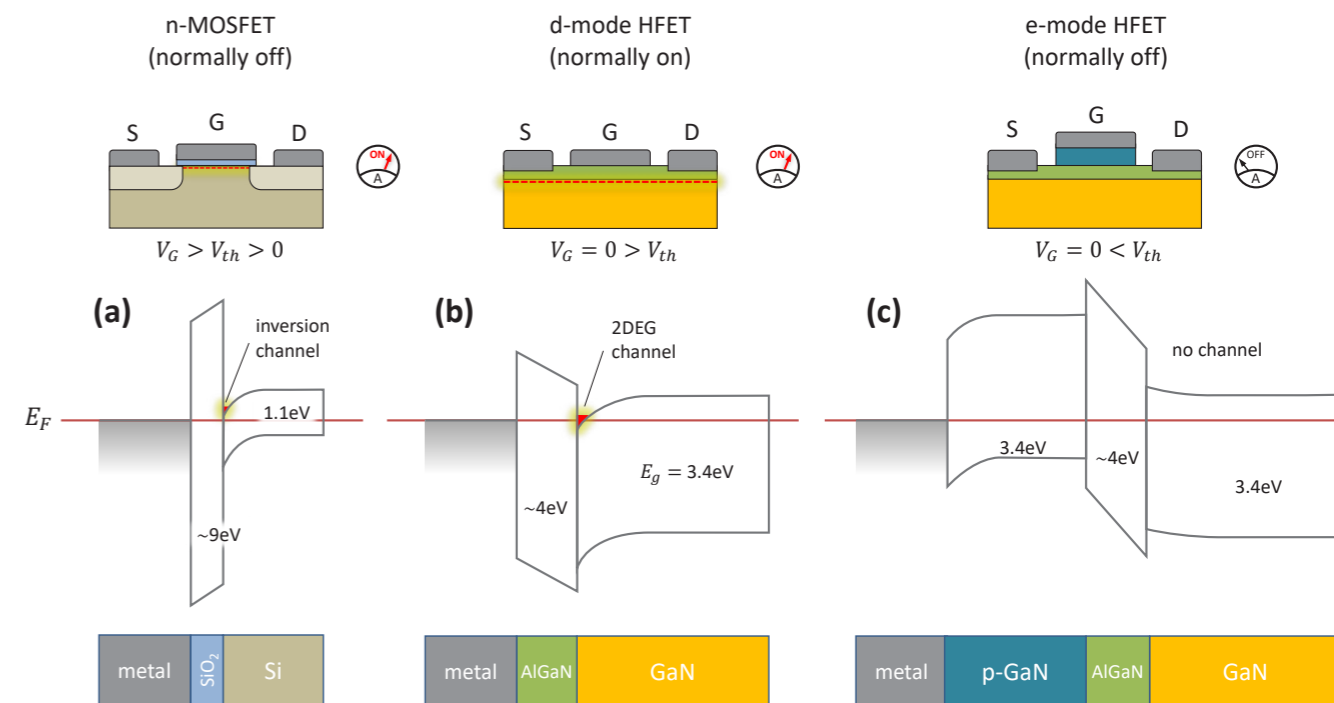 n-MOSFET
(normally off)
d-mode HFET
(normally on)
e-mode HFET
(normally off)
S G D
ON
A
S G D
ON
A
S G D
OFF
A
V_G > V_th > 0
V_G = 0 > V_th
V_G = 0 < V_th
(a)
inversion
channel
1.1eV
~9eV
E_F
(b)
2DEG
channel
E_g = 3.4eV
~4eV
(c)
no channel
3.4eV
~4eV
3.4eV
metal SiO₂ Si
metal AlGaN GaN
metal p-GaN AlGaN GaN